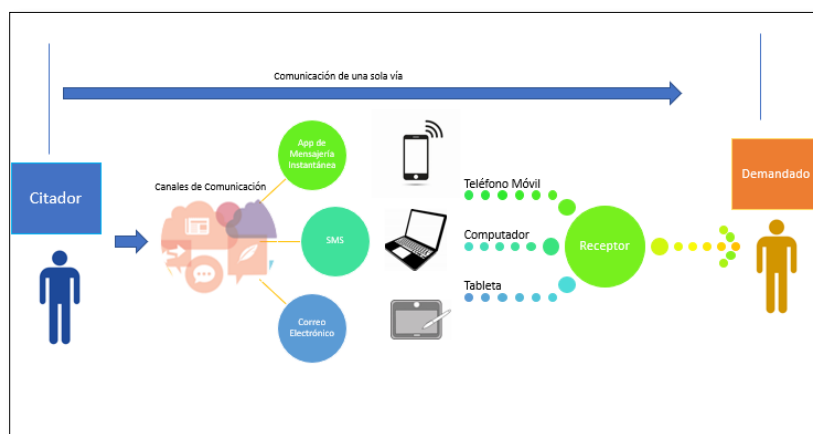 Comunicación de una sola vía
Citador
Canales de Comunicación
App de
Mensajería
Instantánea
SMS
Correo
Electrónico
Teléfono Móvil
Computador
Tableta
Receptor
Demandado